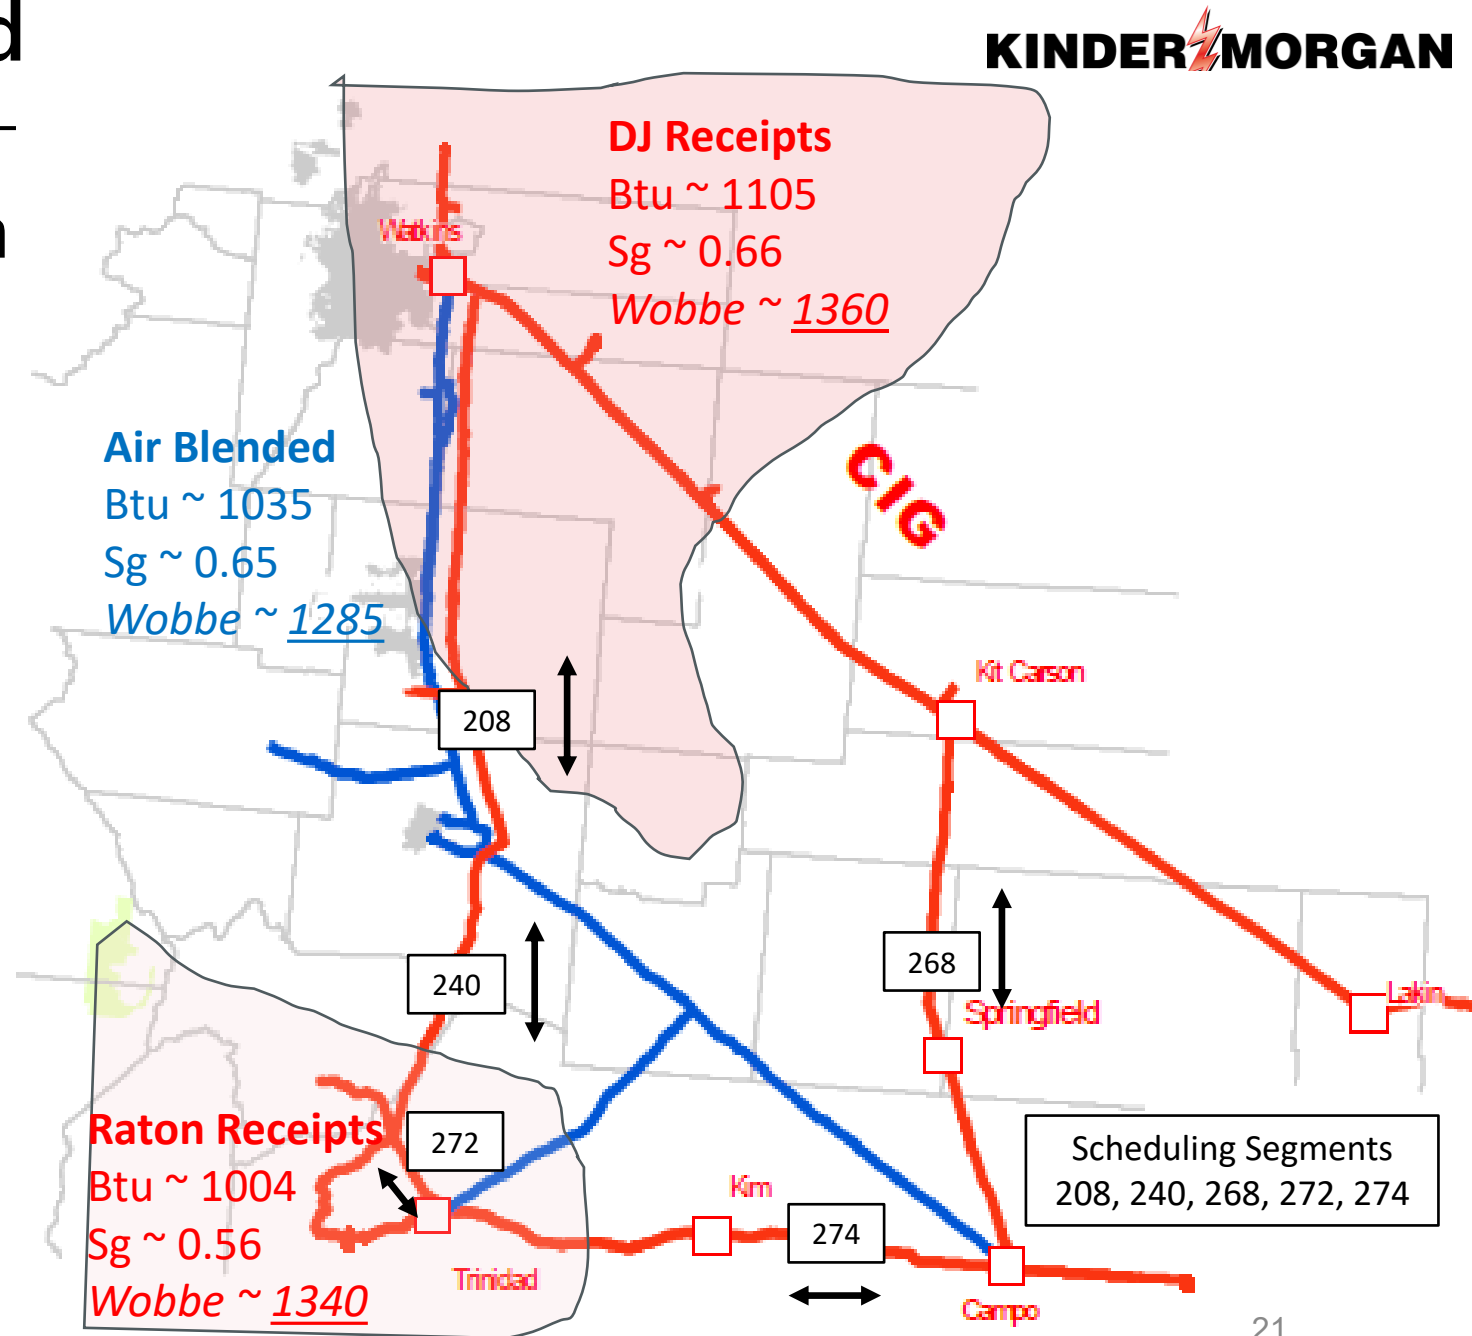 d
n
KINDER MORGAN
DJ Receipts
Btu ~ 1105
Sg ~ 0.66
Wobbe ~ 1360
Watkins
Air Blended
Btu ~ 1035
Sg ~ 0.65
Wobbe ~ 1285
CIG
Kit Carson
208
268
240
Springfield
Lakin
Raton Receipts
Btu ~ 1004
Sg ~ 0.56
Wobbe ~ 1340
272
Scheduling Segments
208, 240, 268, 272, 274
Kim
274
Trinidad
Campo
21